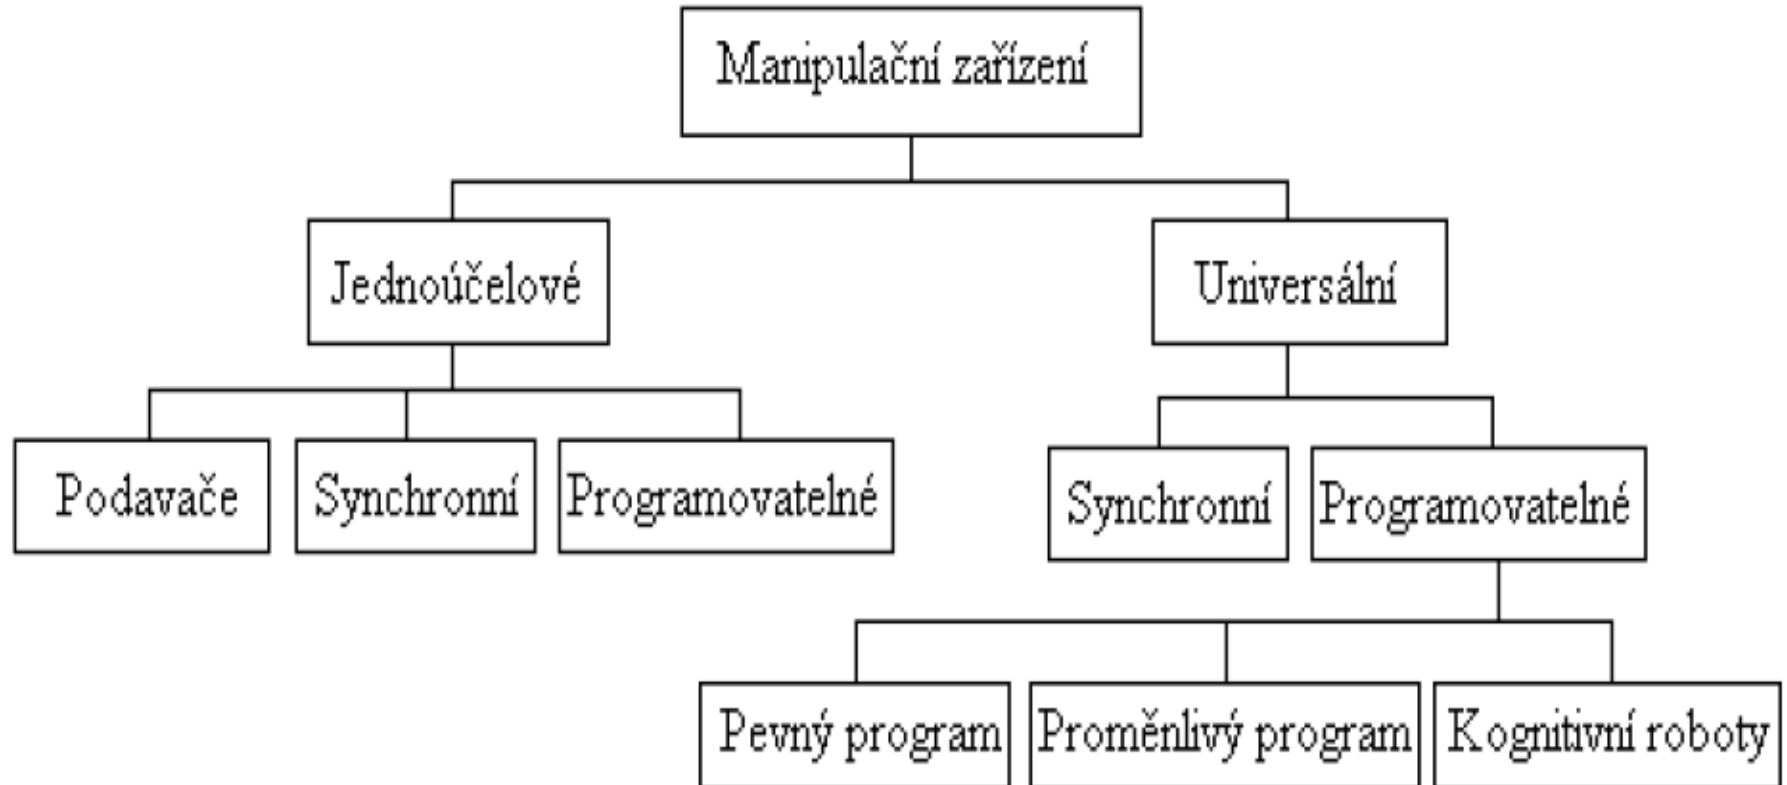 Manipulační zařízení
Jednoúčelové
Universální
Podavače
Synchronní
Programovatelné
Synchronní
Programovatelné
Pevný program
Proměnlivý program
Kognitivní roboty